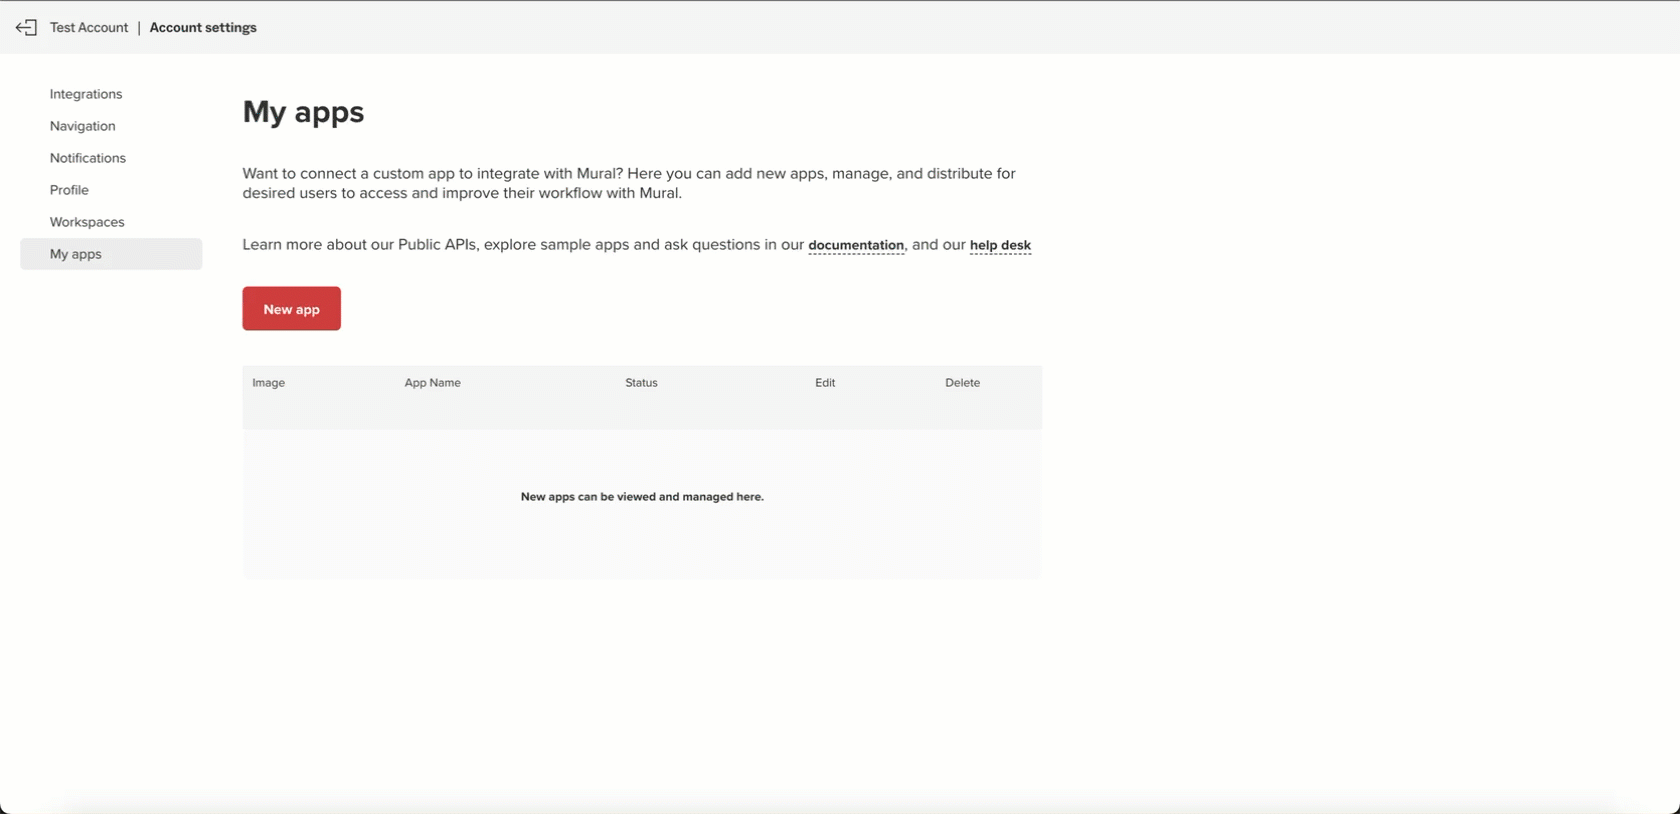 Test Account | Account settings
Integrations
Navigation
Notifications
Profile
Workspaces
My apps
My apps
Want to connect a custom app to integrate with Mural? Here you can add new apps, manage, and distribute for
desired users to access and improve their workflow with Mural.
Learn more about our Public APIs, explore sample apps and ask questions in our documentation, and our help desk
New app
Image App Name Status Edit Delete
New apps can be viewed and managed here.